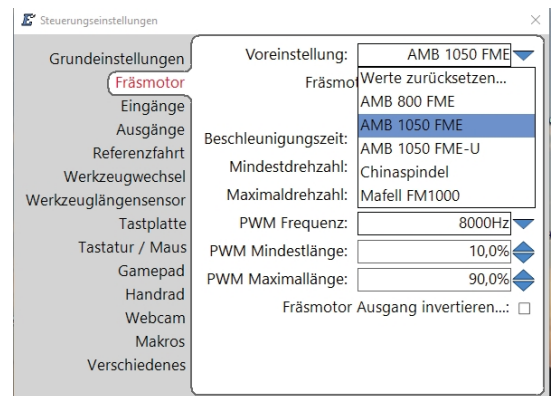 Steuerungseinstellungen
Grundeinstellungen
Fräsmotor
Eingänge
Ausgänge
Referenzfahrt
Werkzeugwechsel
Werkzeuglängensensor
Tastplatte
Tastatur / Maus
Gamepad
Handrad
Webcam
Makros
Verschiedenes
Voreinstellung: AMB 1050 FME
Fräsmot
Werte zurücksetzen...
AMB 800 FME
AMB 1050 FME
AMB 1050 FME-U
Chinaspindel
Mafell FM1000
Beschleunigungszeit:
Mindestdrehzahl:
Maximaldrehzahl:
PWM Frequenz: 8000Hz
PWM Mindestlänge: 10,0%
PWM Maximallänge: 90,0%
Fräsmotor Ausgang invertieren...: